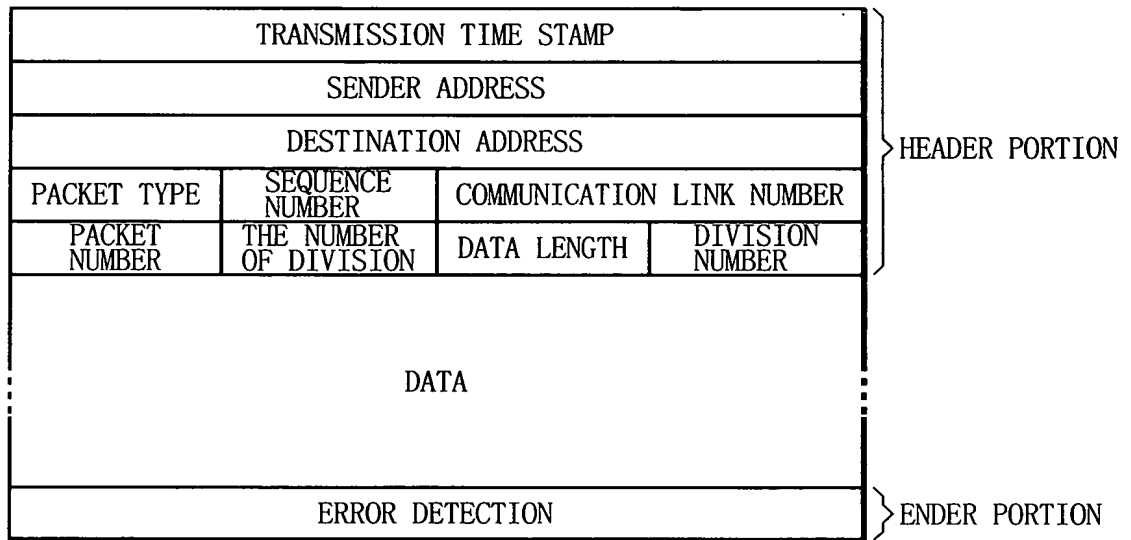 TRANSMISSION TIME STAMP
SENDER ADDRESS
DESTINATION ADDRESS
HEADER PORTION
PACKET TYPE
SEQUENCE
NUMBER
COMMUNICATION LINK NUMBER
PACKET
NUMBER
THE NUMBER
OF DIVISION
DATA LENGTH
DIVISION
NUMBER
DATA
ERROR DETECTION
ENDER PORTION